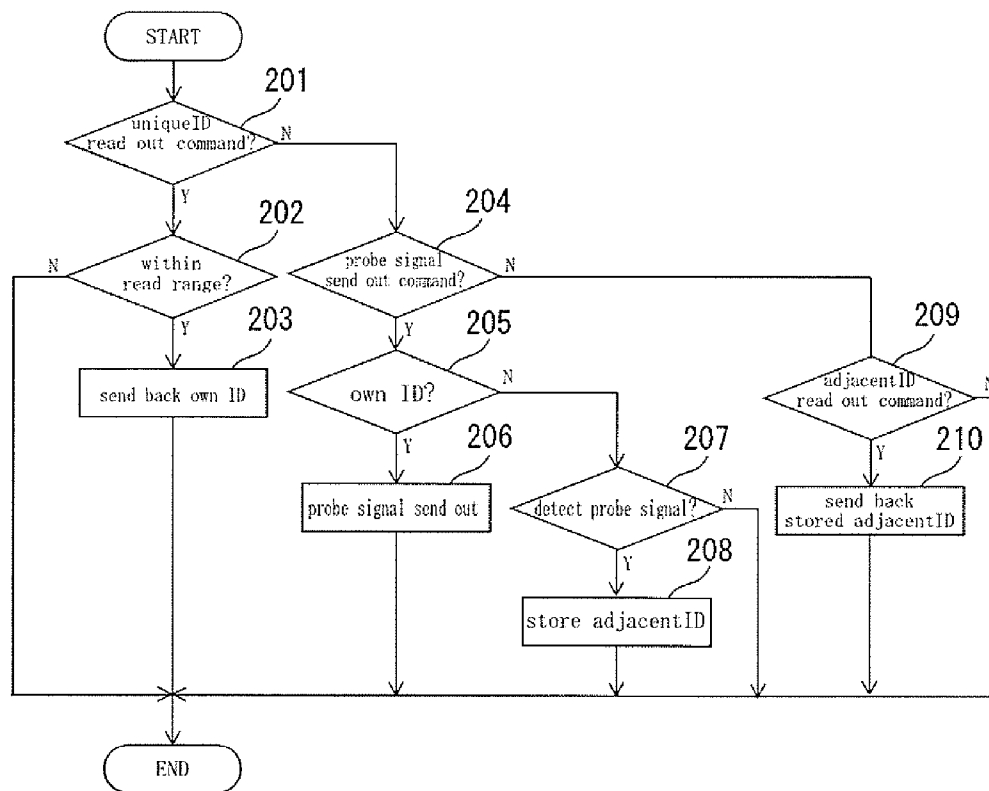 START
201
uniqueID
read out command?
N
Y
202
N
within
read range?
Y
203
send back own ID
204
probe signal
send out command?
N
Y
205
own ID?
N
Y
206
probe signal send out
207
detect probe signal?
N
Y
208
store adjacentID
209
adjacentID
read out command?
N
Y
210
send back
stored adjacentID
END